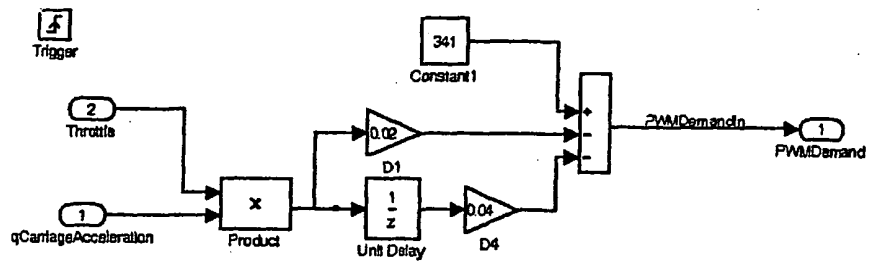 Trigger
341
Constant1
2
Throttle
0.02
+
-
-
PWMDemandIn
1
PWMDemand
D1
x
1
z
0.04
1
qCarriageAcceleration
Product
Unit Delay
D4